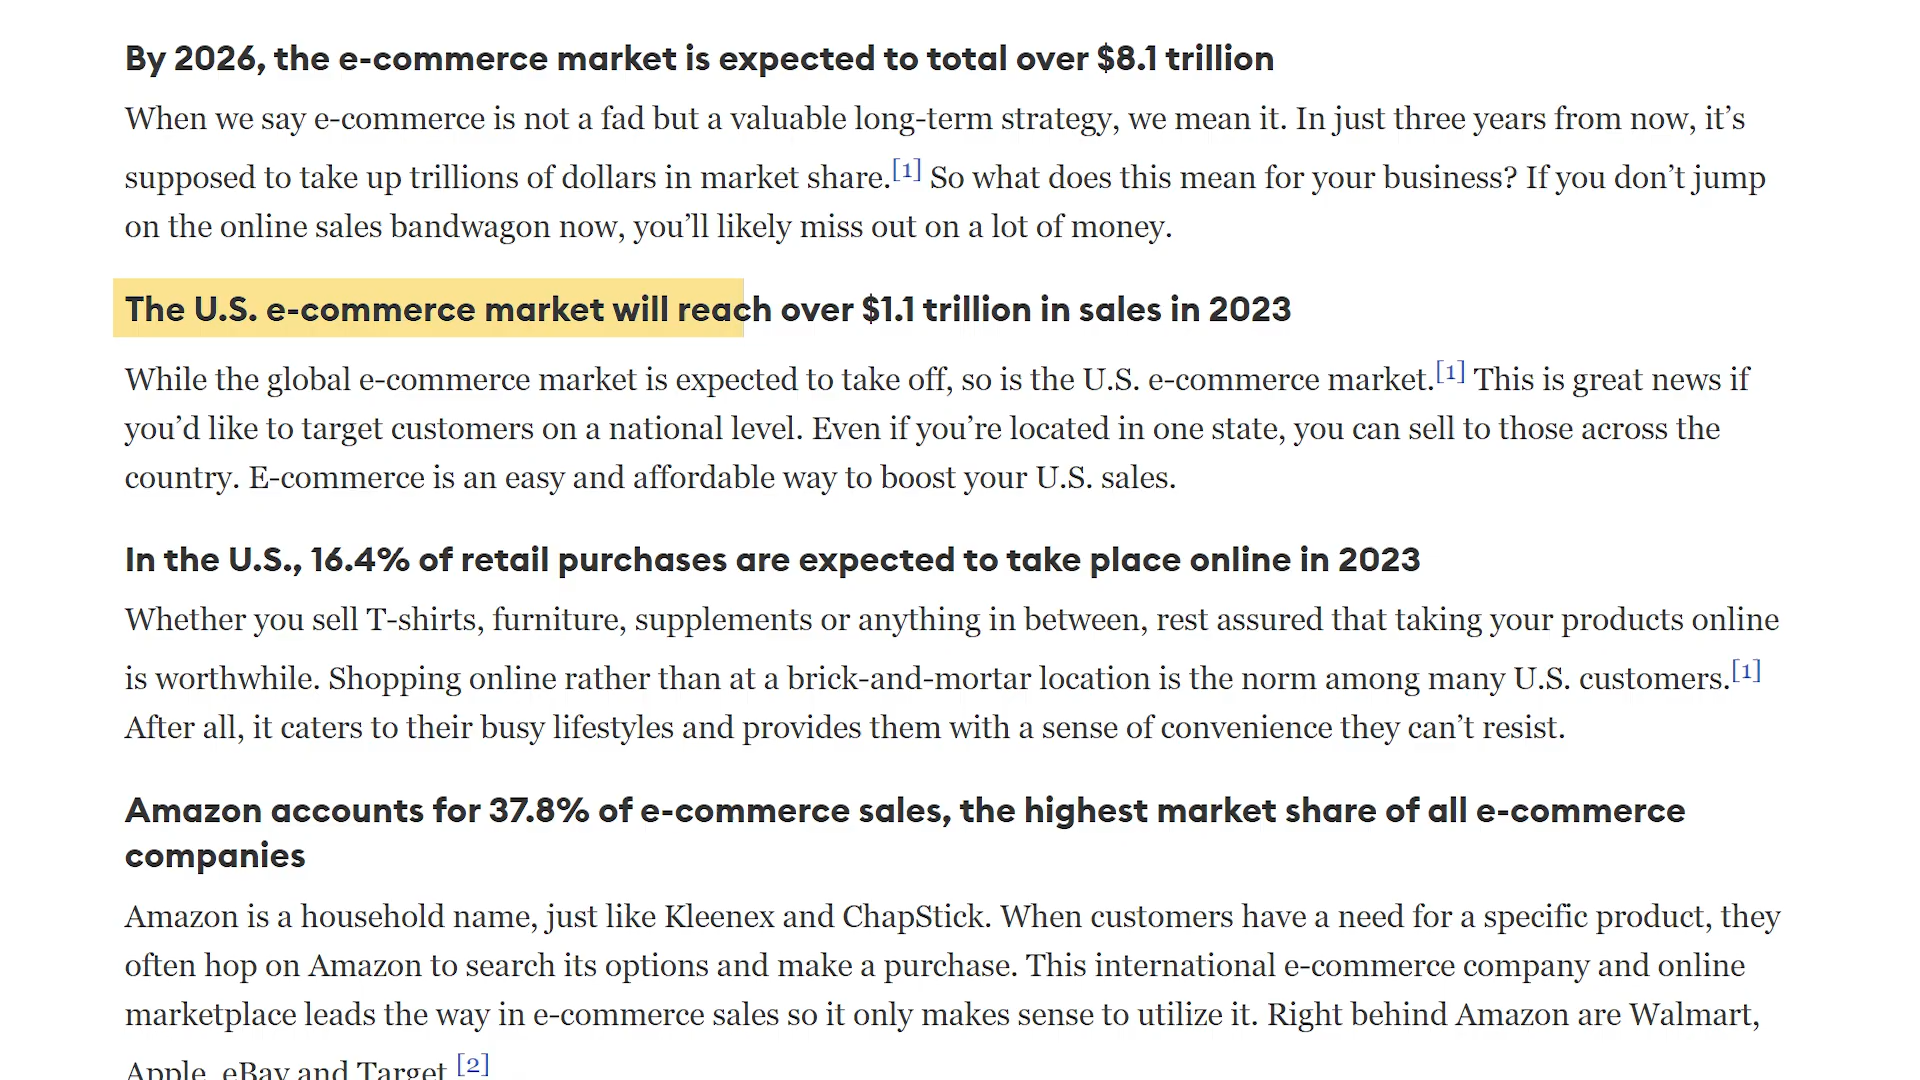 By 2026, the e-commerce market is expected to total over $8.1 trillion
When we say e-commerce is not a fad but a valuable long-term strategy, we mean it. In just three years from now, it’s
supposed to take up trillions of dollars in market share.[1] So what does this mean for your business? If you don’t jump
on the online sales bandwagon now, you’ll likely miss out on a lot of money.
The U.S. e-commerce market will reach over $1.1 trillion in sales in 2023
While the global e-commerce market is expected to take off, so is the U.S. e-commerce market.[1] This is great news if
you’d like to target customers on a national level. Even if you’re located in one state, you can sell to those across the
country. E-commerce is an easy and affordable way to boost your U.S. sales.
In the U.S., 16.4% of retail purchases are expected to take place online in 2023
Whether you sell T-shirts, furniture, supplements or anything in between, rest assured that taking your products online
is worthwhile. Shopping online rather than at a brick-and-mortar location is the norm among many U.S. customers.[1]
After all, it caters to their busy lifestyles and provides them with a sense of convenience they can’t resist.
Amazon accounts for 37.8% of e-commerce sales, the highest market share of all e-commerce
companies
Amazon is a household name, just like Kleenex and ChapStick. When customers have a need for a specific product, they
often hop on Amazon to search its options and make a purchase. This international e-commerce company and online
marketplace leads the way in e-commerce sales so it only makes sense to utilize it. Right behind Amazon are Walmart,
Apple, eBay and Target.[2]